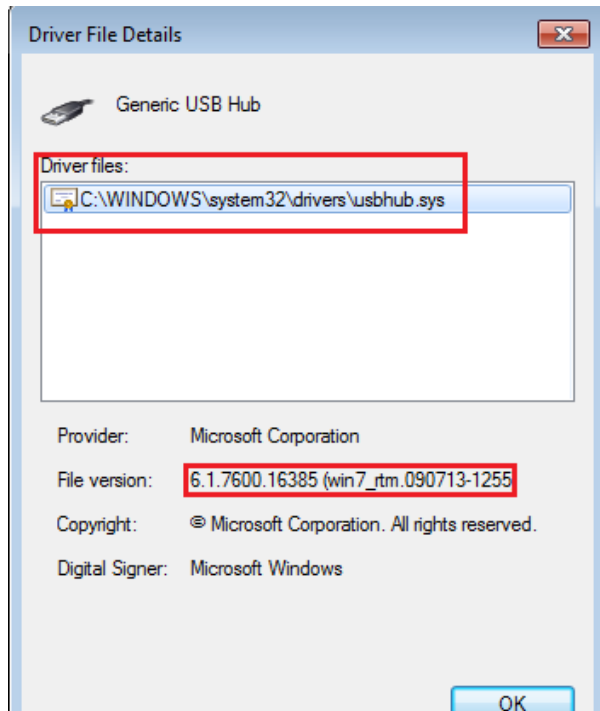 Driver File Details
Generic USB Hub
Driver files:
C:\WINDOWS\system32\drivers\usbhub.sys
Provider: Microsoft Corporation
File version: 6.1.7600.16385 (win7_rtm.090713-1255
Copyright: © Microsoft Corporation. All rights reserved.
Digital Signer: Microsoft Windows
OK